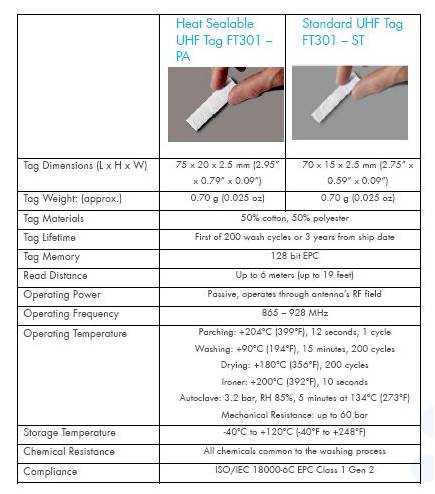 Heat Sealable
UHF Tag FT301 –
PA
Standard UHF Tag
FT301 – ST
Tag Dimensions (L x H x W)
75 x 20 x 2.5 mm (2.95”
x 0.79” x 0.09”)
70 x 15 x 2.5 mm (2.75” x
0.59” x 0.09”)
Tag Weight: (approx.)
0.70 g (0.025 oz)
0.70 g (0.025 oz)
Tag Materials
50% cotton, 50% polyester
Tag Lifetime
First of 200 wash cycles or 3 years from ship date
Tag Memory
128 bit EPC
Read Distance
Up to 6 meters (up to 19 feet)
Operating Power
Passive, operates through antenna’s RF field
Operating Frequency
865 – 928 MHz
Operating Temperature
Parching: +204°C (399°F), 12 seconds, 1 cycle
Washing: +90°C (194°F), 15 minutes, 200 cycles
Drying: +180°C (356°F), 200 cycles
Ironer: +200°C (392°F), 10 seconds
Autoclave: 3.2 bar, RH 85%, 5 minutes at 134°C (273°F)
Mechanical Resistance: up to 60 bar
Storage Temperature
-40°C to +120°C (-40°F to +248°F)
Chemical Resistance
All chemicals common to the washing process
Compliance
ISO/IEC 18000-6C EPC Class 1 Gen 2